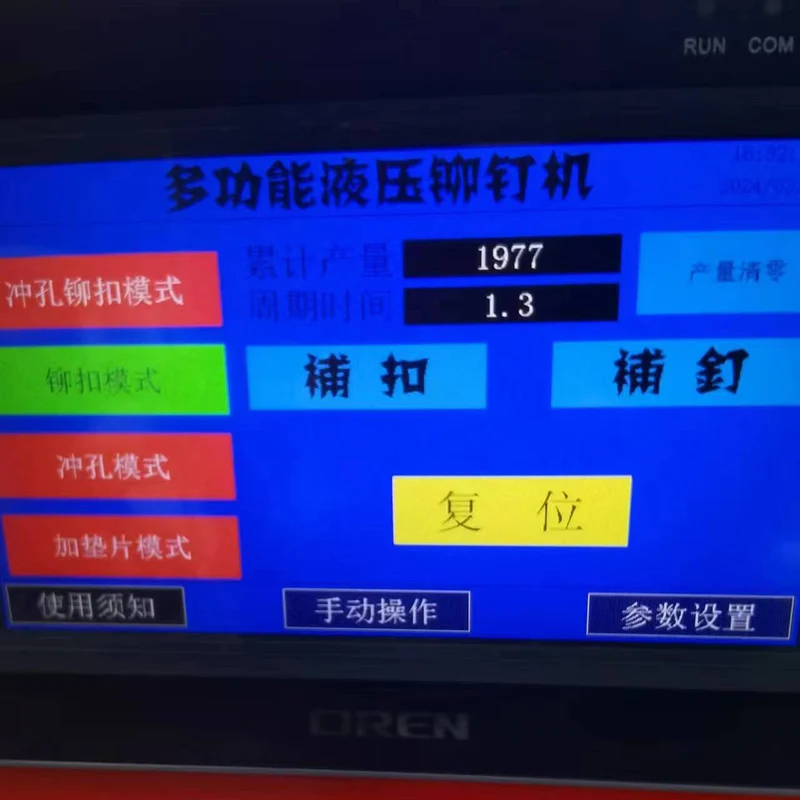 RUN COM
多功能液压铆钉机
冲孔铆扣模式
累计产量 1977
产量清零
周期时间 1.3
铆扣模式
補扣
補釘
冲孔模式
复位
加垫片模式
使用须知
手动操作
参数设置
OREN